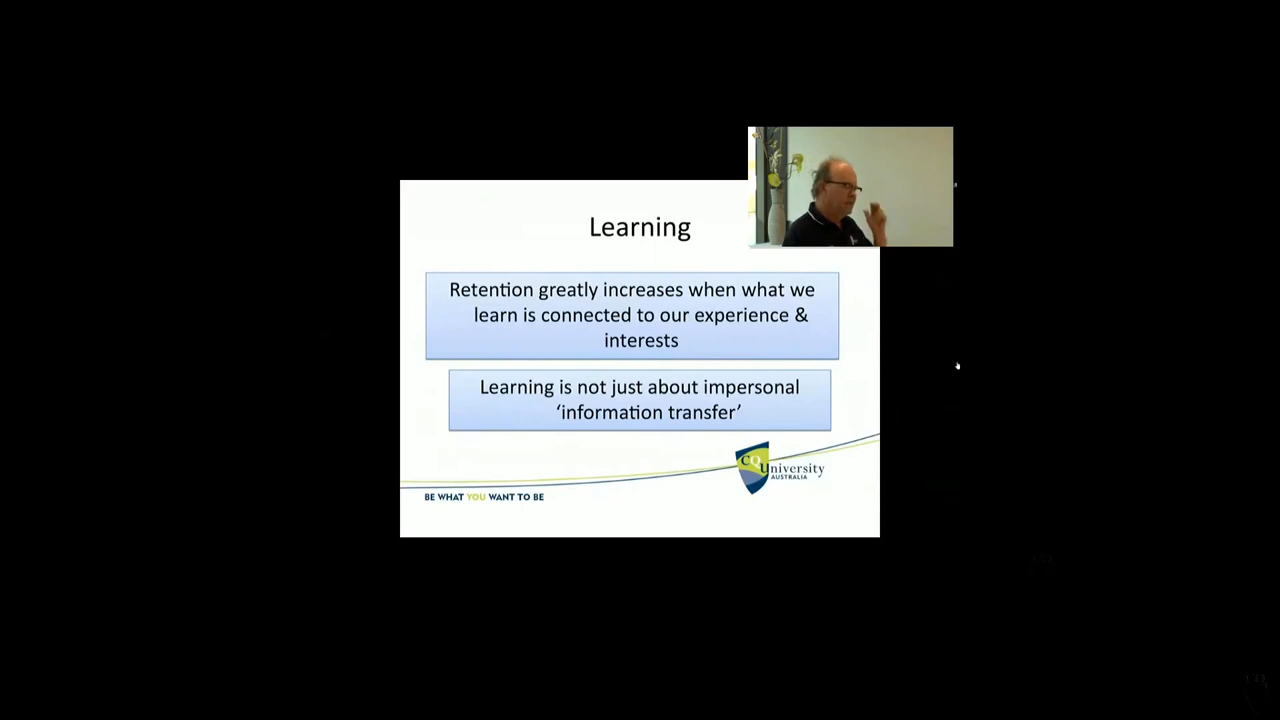 Learning
Retention greatly increases when what we
learn is connected to our experience &
interests
Learning is not just about impersonal
‘information transfer’
CQUniversity
AUSTRALIA
BE WHAT YOU WANT TO BE